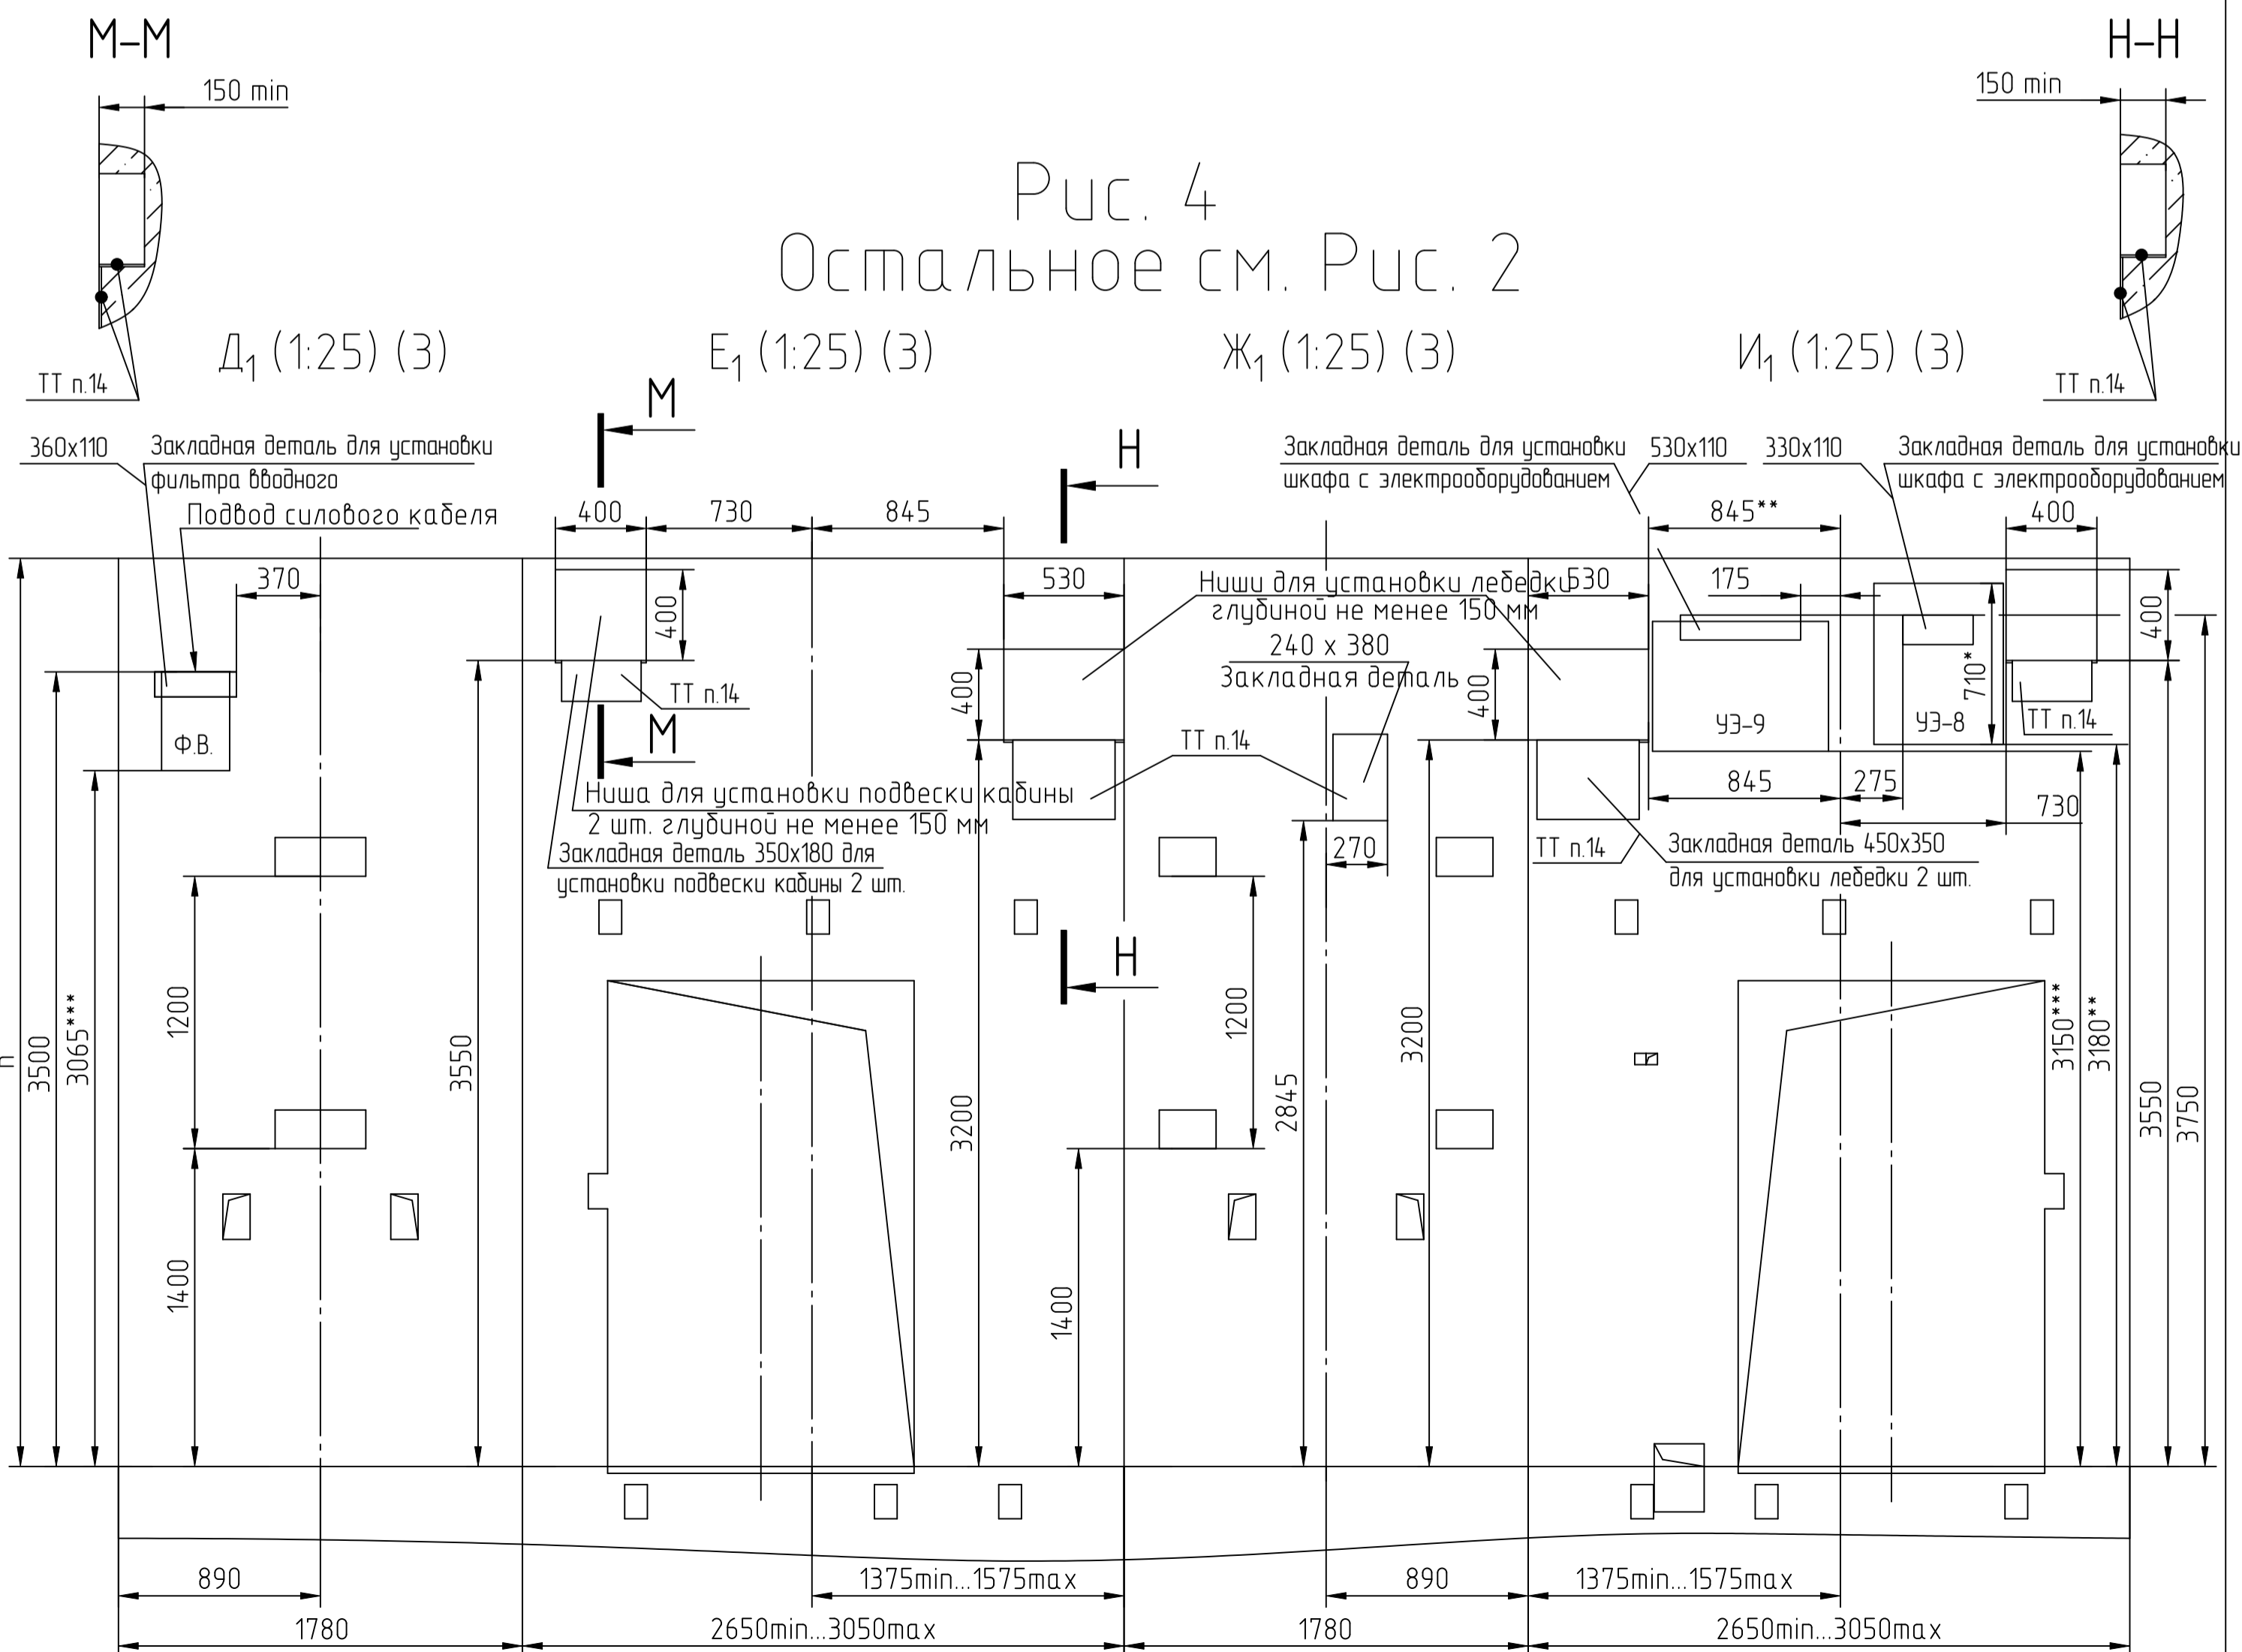 М–М
Н–Н
150 min
150 min
Рис. 4
Остальное см. Рис. 2
Д1 (1:25) (3)
Е1 (1:25) (3)
Ж1 (1:25) (3)
И1 (1:25) (3)
ТТ п.14
ТТ п.14
М
Н
360х110
Закладная деталь для установки
фильтра вводного
Подвод силового кабеля
Закладная деталь для установки
шкафа с электрооборудованием
530х110
330х110
Закладная деталь для установки
шкафа с электрооборудованием
400
730
845
845**
400
370
400
530
Ниши для установки лебедки
глубиной не менее 150 мм
530
175
400
240 х 380
Закладная деталь
710*
400
400
ТТ п.14
ТТ п.14
Ф.В.
М
ТТ п.14
УЭ-9
УЭ-8
Ниша для установки подвески кабины
2 шт. глубиной не менее 150 мм
845
275
730
Закладная деталь 350х180 для
установки подвески кабины 2 шт.
270
ТТ п.14
Закладная деталь 450х350
для установки лебедки 2 шт.
Н
h
3500
3065***
1200
3550
1200
3200
3150***
3180**
3200
2845
3550
3750
1400
1400
890
1375min...1575max
890
1375min...1575max
1780
2650min...3050max
1780
2650min...3050max